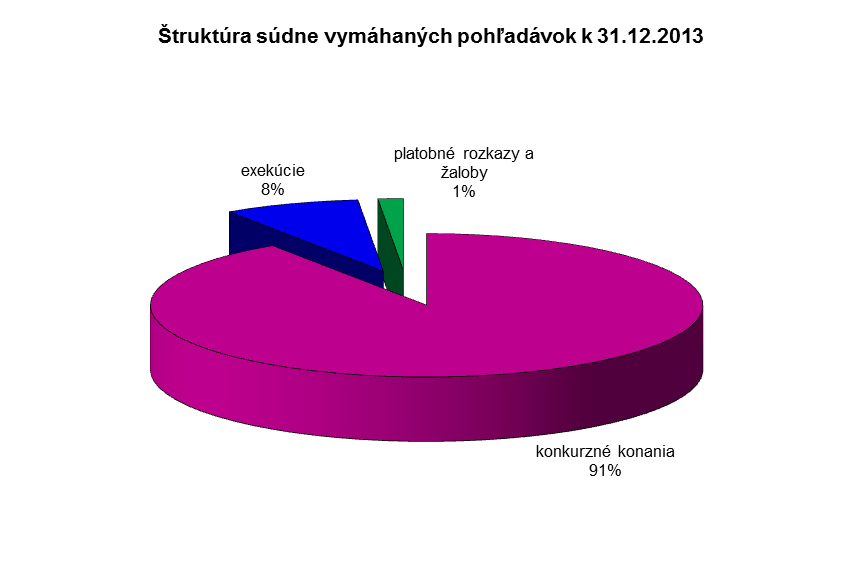 Štruktúra súdne vymáhaných pohľadávok k 31.12.2013
platobné rozkazy a
žaloby
1%
exekúcie
8%
konkurzné konania
91%